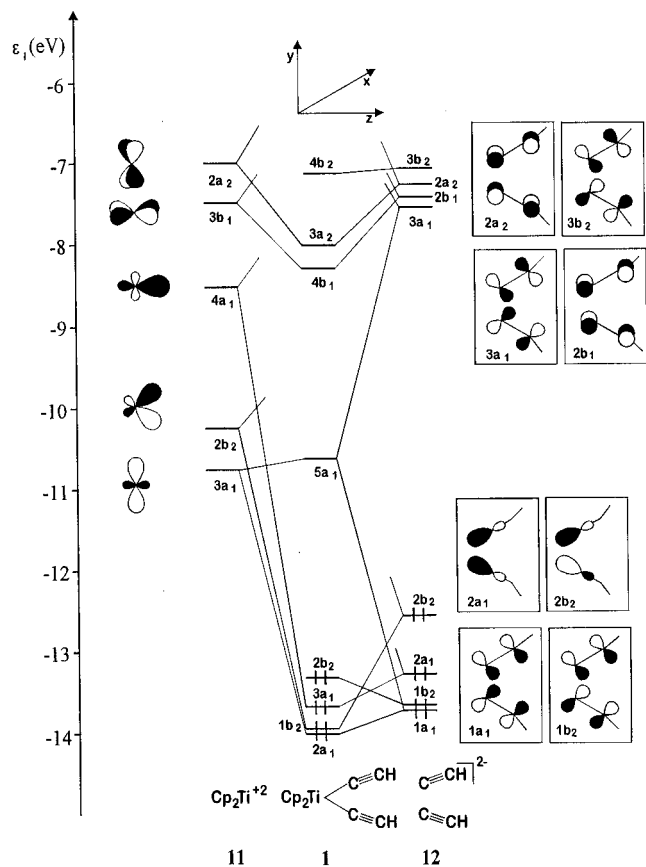 ε i (eV)
-6
-7
-8
-9
-10
-11
-12
-13
-14
y
x
z
2a2
3b1
4a1
2b2
3a1
4b2
3a2
4b1
5a1
2b2
3a1
1b2
2a1
3b2
2a2
2b1
3a1
2b2
2a1
1b2
1a1
2a2 3b2
3a1 2b1
2a1 2b2
1a1 1b2
Cp2Ti+2 Cp2Ti C≡CH C≡CH C≡CH C≡CH 2-
11 1 12